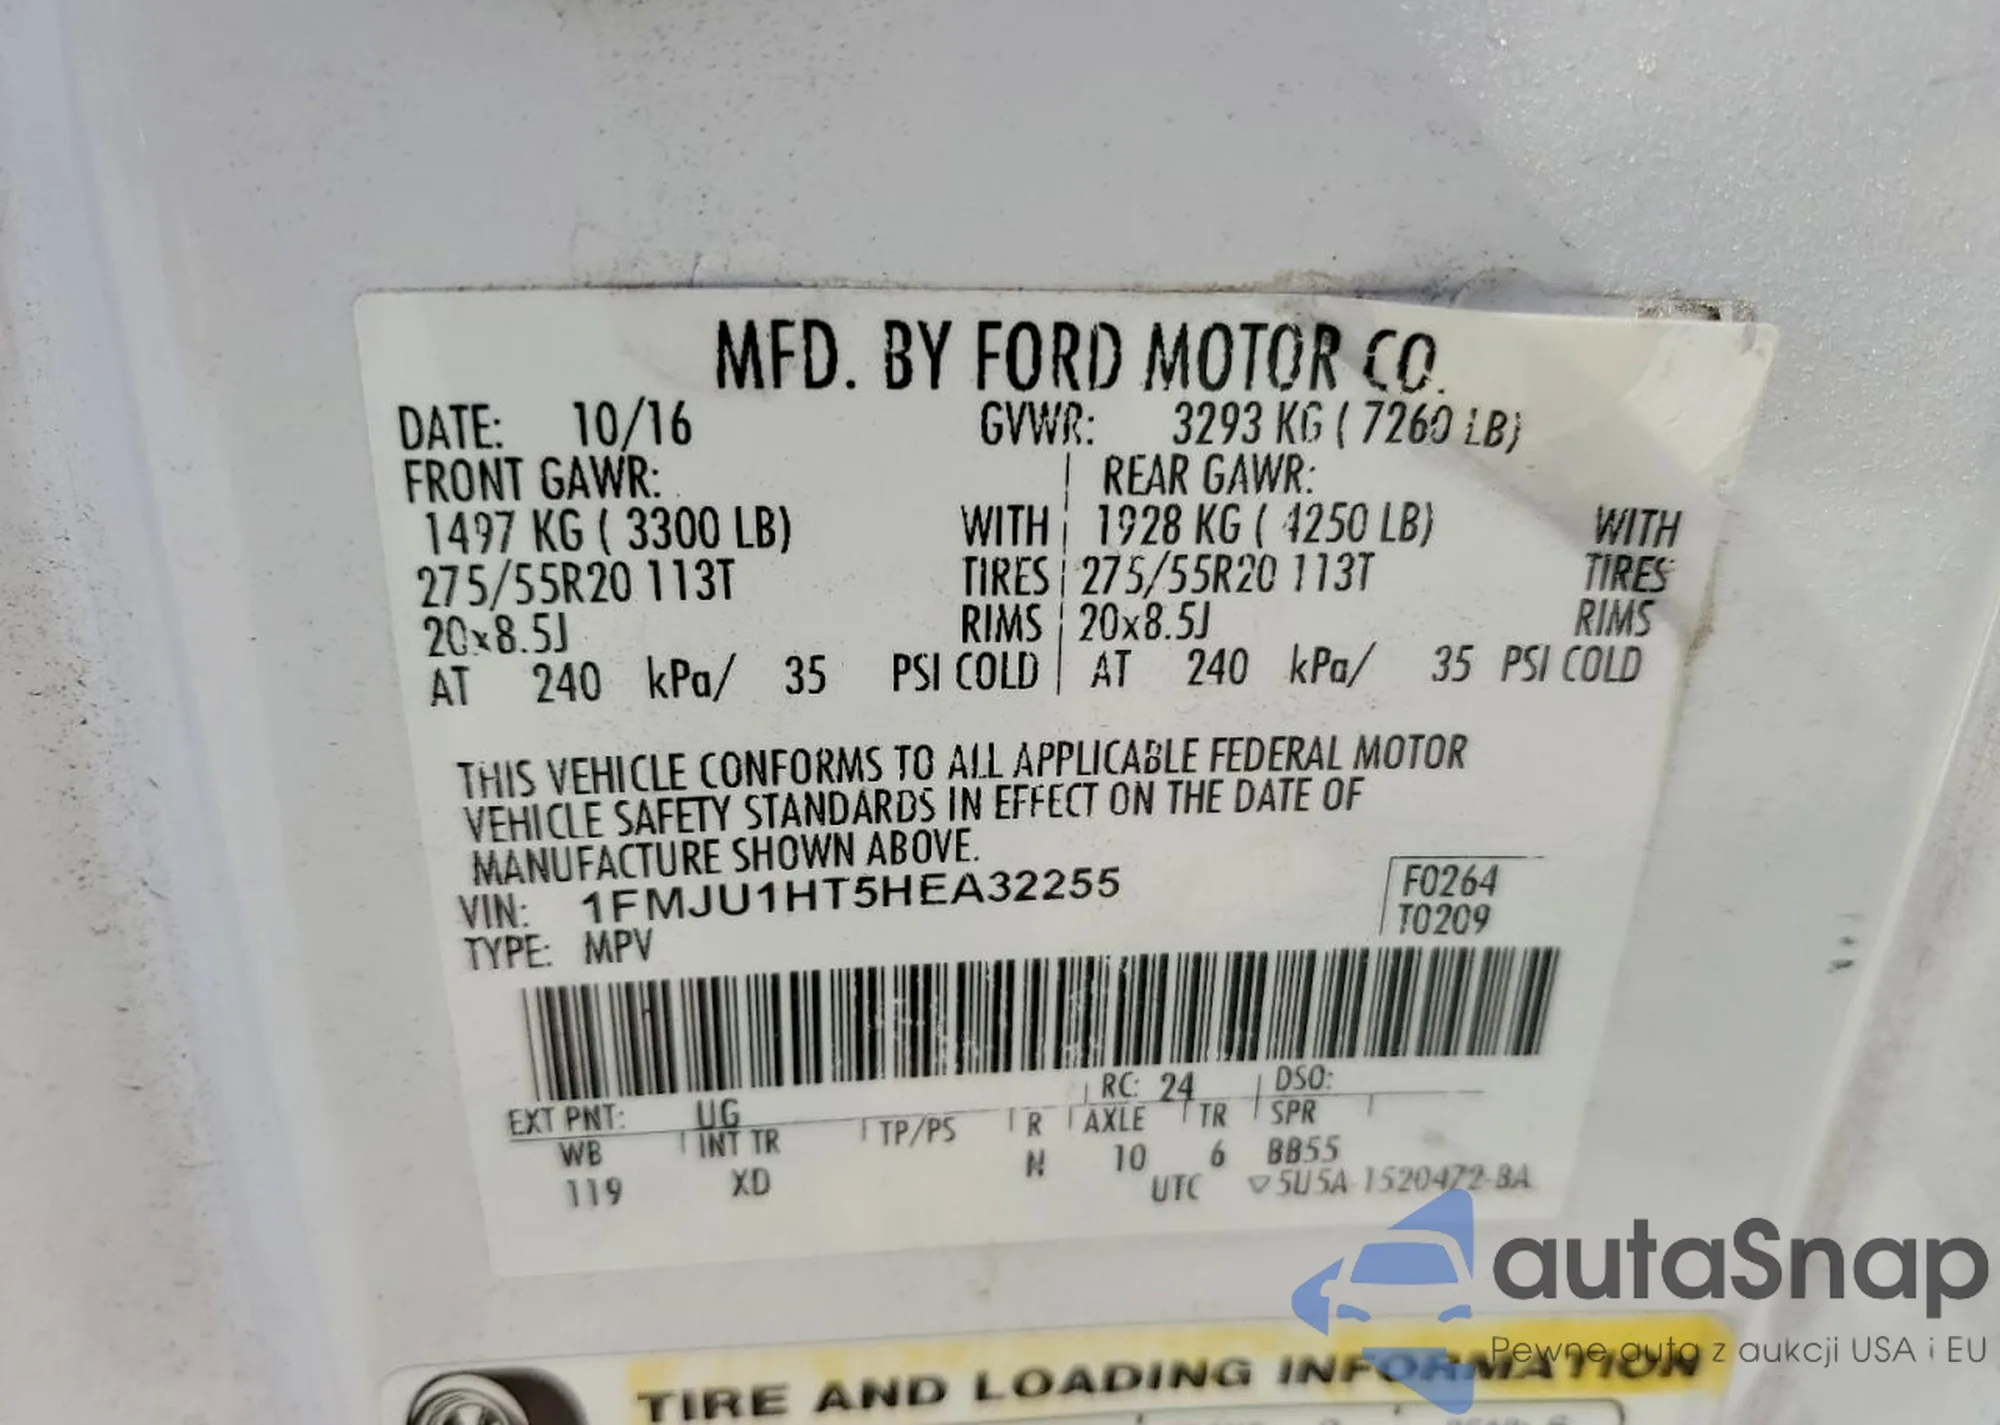 MFD. BY FORD MOTOR CO.
DATE: 10/16 GVWR: 3293 KG ( 7260 LB)
FRONT GAWR: REAR GAWR:
1497 KG ( 3300 LB) WITH 1928 KG ( 4250 LB) WITH
275/55R20 113T TIRES 275/55R20 113T TIRES
20x8.5J RIMS 20x8.5J RIMS
AT 240 kPa/ 35 PSI COLD AT 240 kPa/ 35 PSI COLD
THIS VEHICLE CONFORMS TO ALL APPLICABLE FEDERAL MOTOR
VEHICLE SAFETY STANDARDS IN EFFECT ON THE DATE OF
MANUFACTURE SHOWN ABOVE.
VIN: 1FMJU1HT5HEA32255 F0264
TYPE: MPV T0209
EXT PNT: UG RC: 24 DSO:
WB INT TR TP/PS R AXLE TR SPR
119 XD N 10 6 BB55
UTC ▽5U5A-1520472-BA
autaSnap
Pewne auta z aukcji USA i EU
TIRE AND LOADING INFORMATION